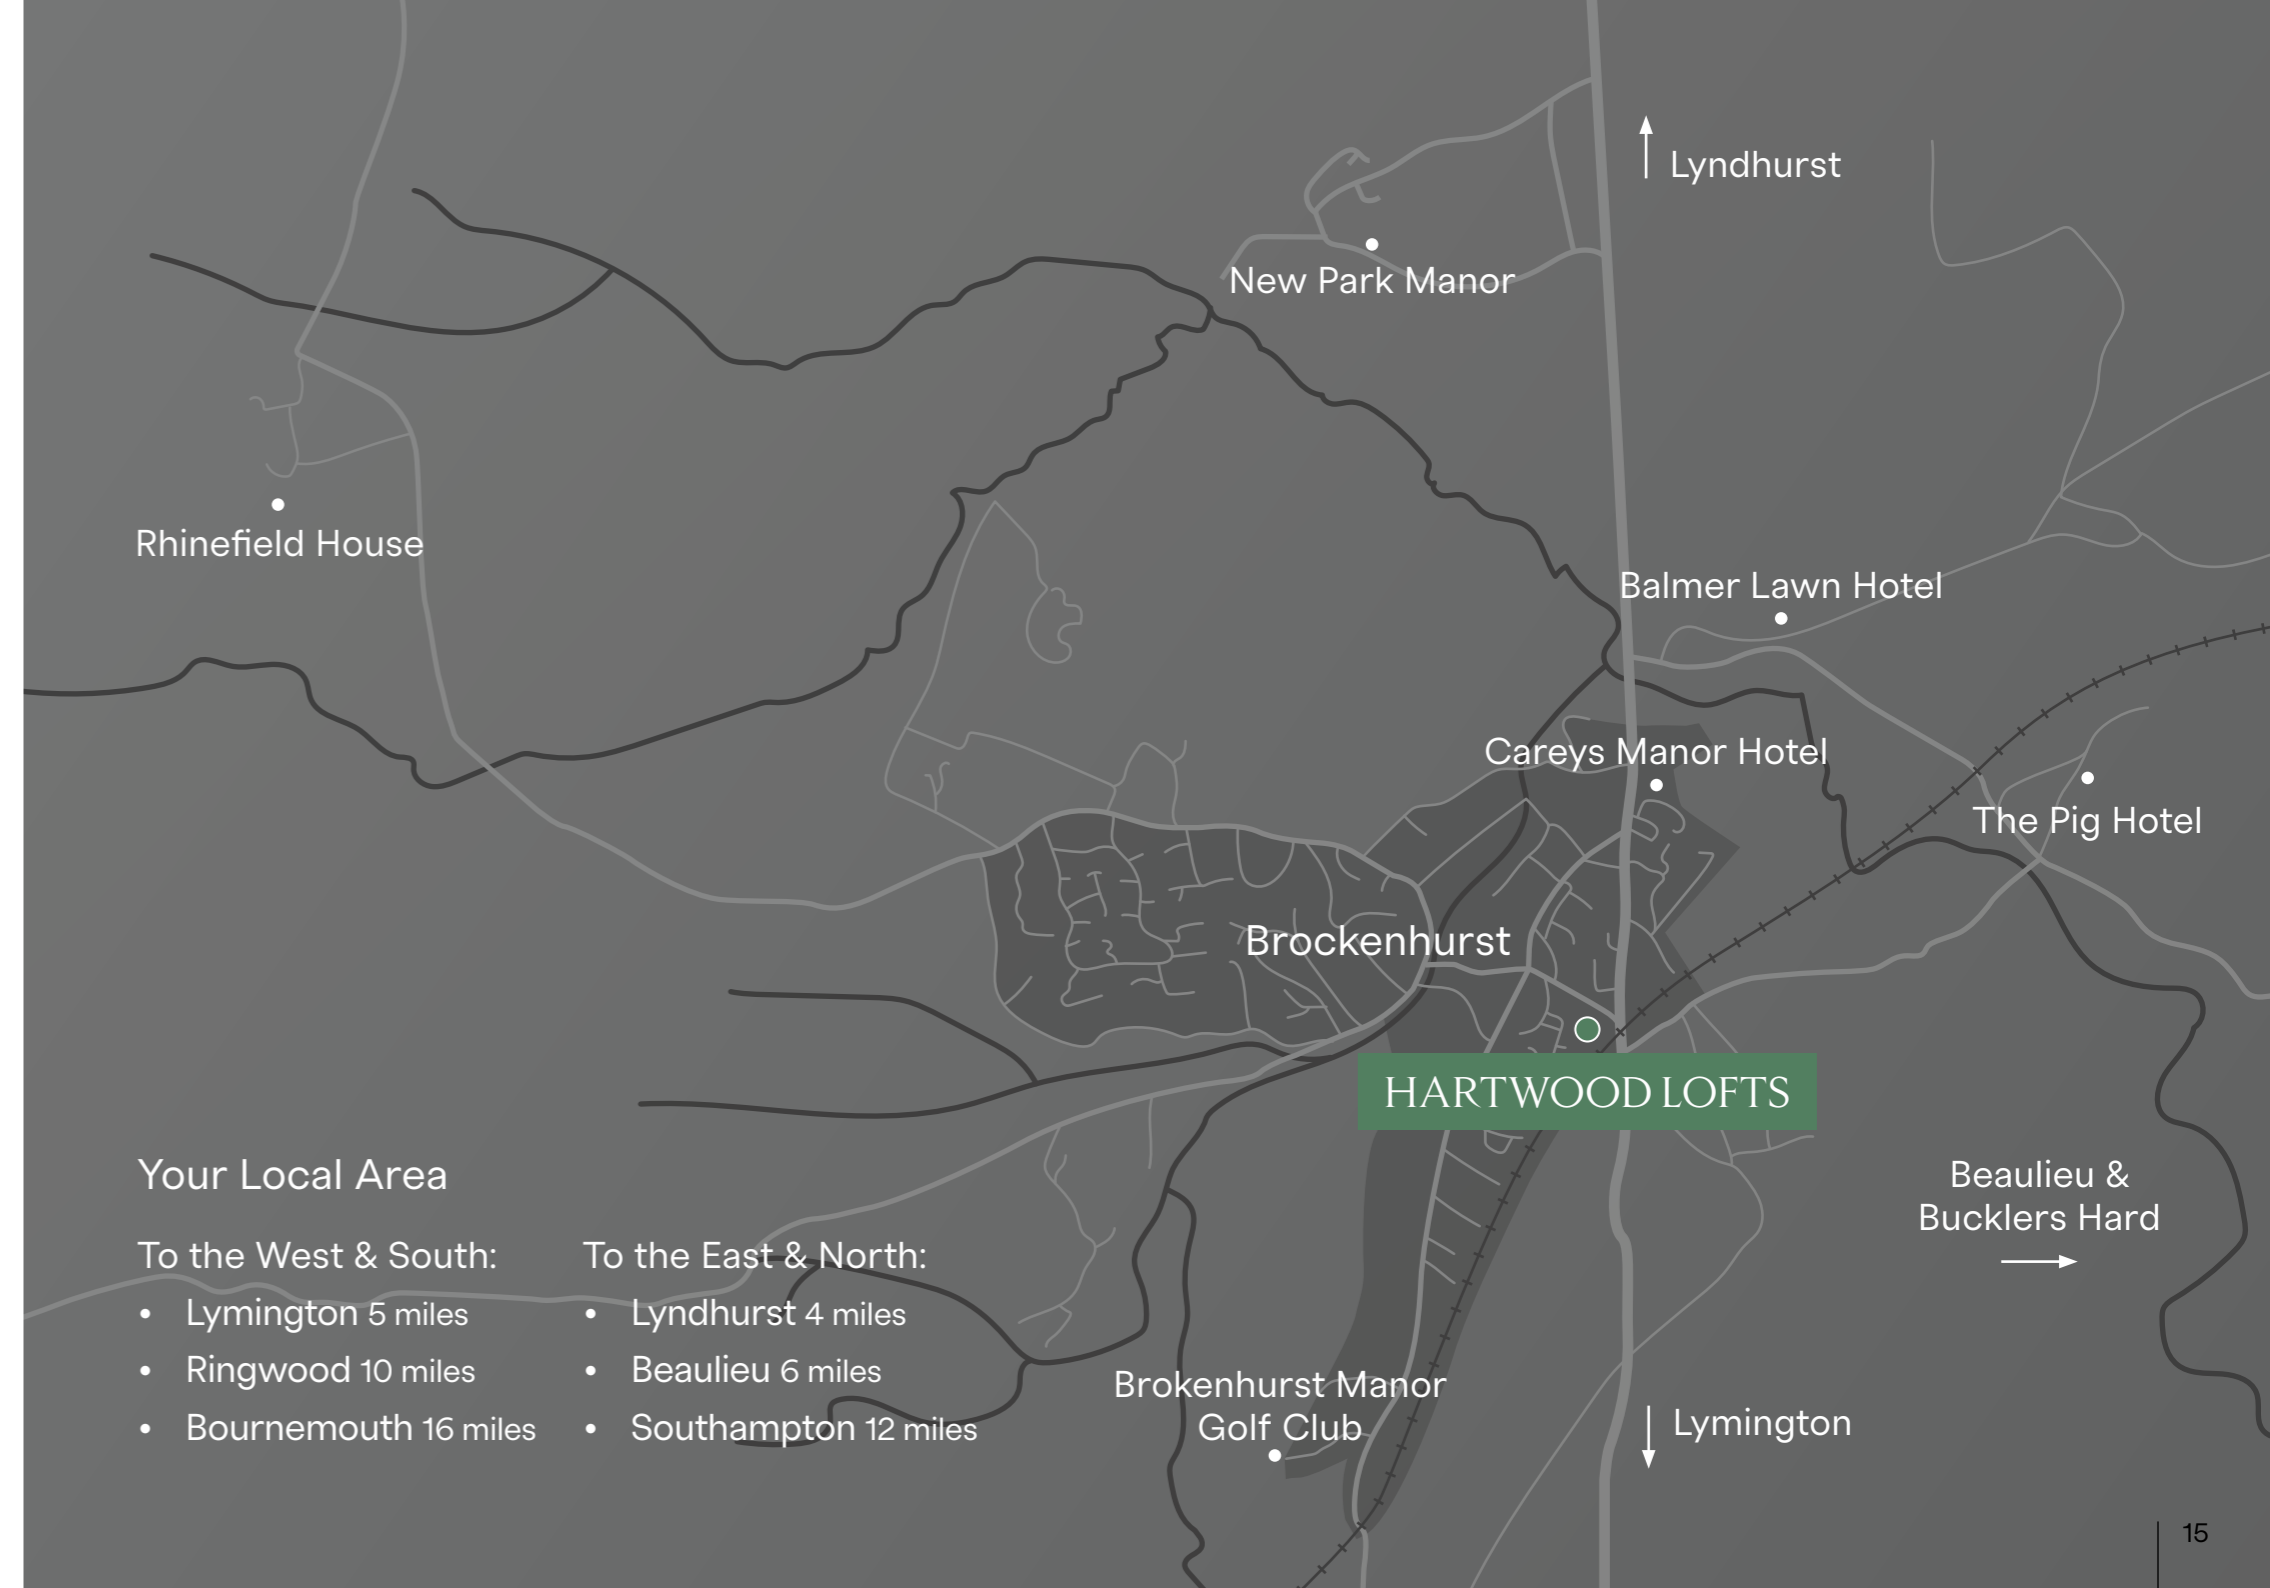 Lyndhurst
New Park Manor
Rhinefield House
Balmer Lawn Hotel
Careys Manor Hotel
The Pig Hotel
Brockenhurst
HARTWOOD LOFTS
Beaulieu &
Bucklers Hard
Brokenhurst Manor
Golf Club
Lymington
Your Local Area
To the West & South:
• Lymington 5 miles
• Ringwood 10 miles
• Bournemouth 16 miles
To the East & North:
• Lyndhurst 4 miles
• Beaulieu 6 miles
• Southampton 12 miles
15